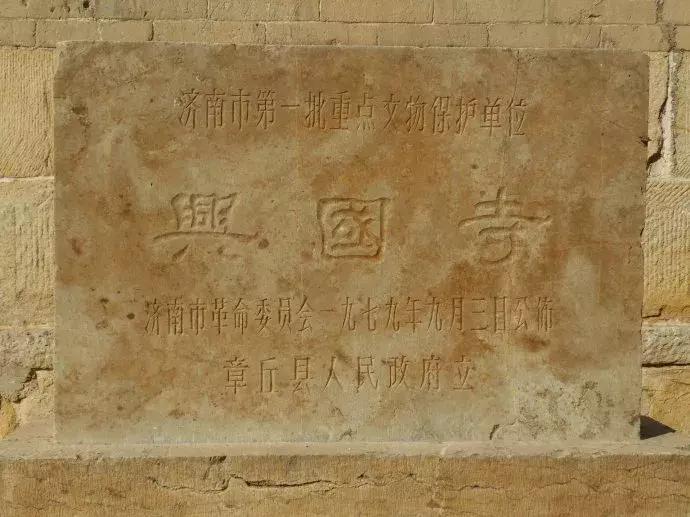 济南市第一批重点文物保护单位
興國寺
济南市革命委员会一九七九年九月三日公佈
章丘县人民政府立